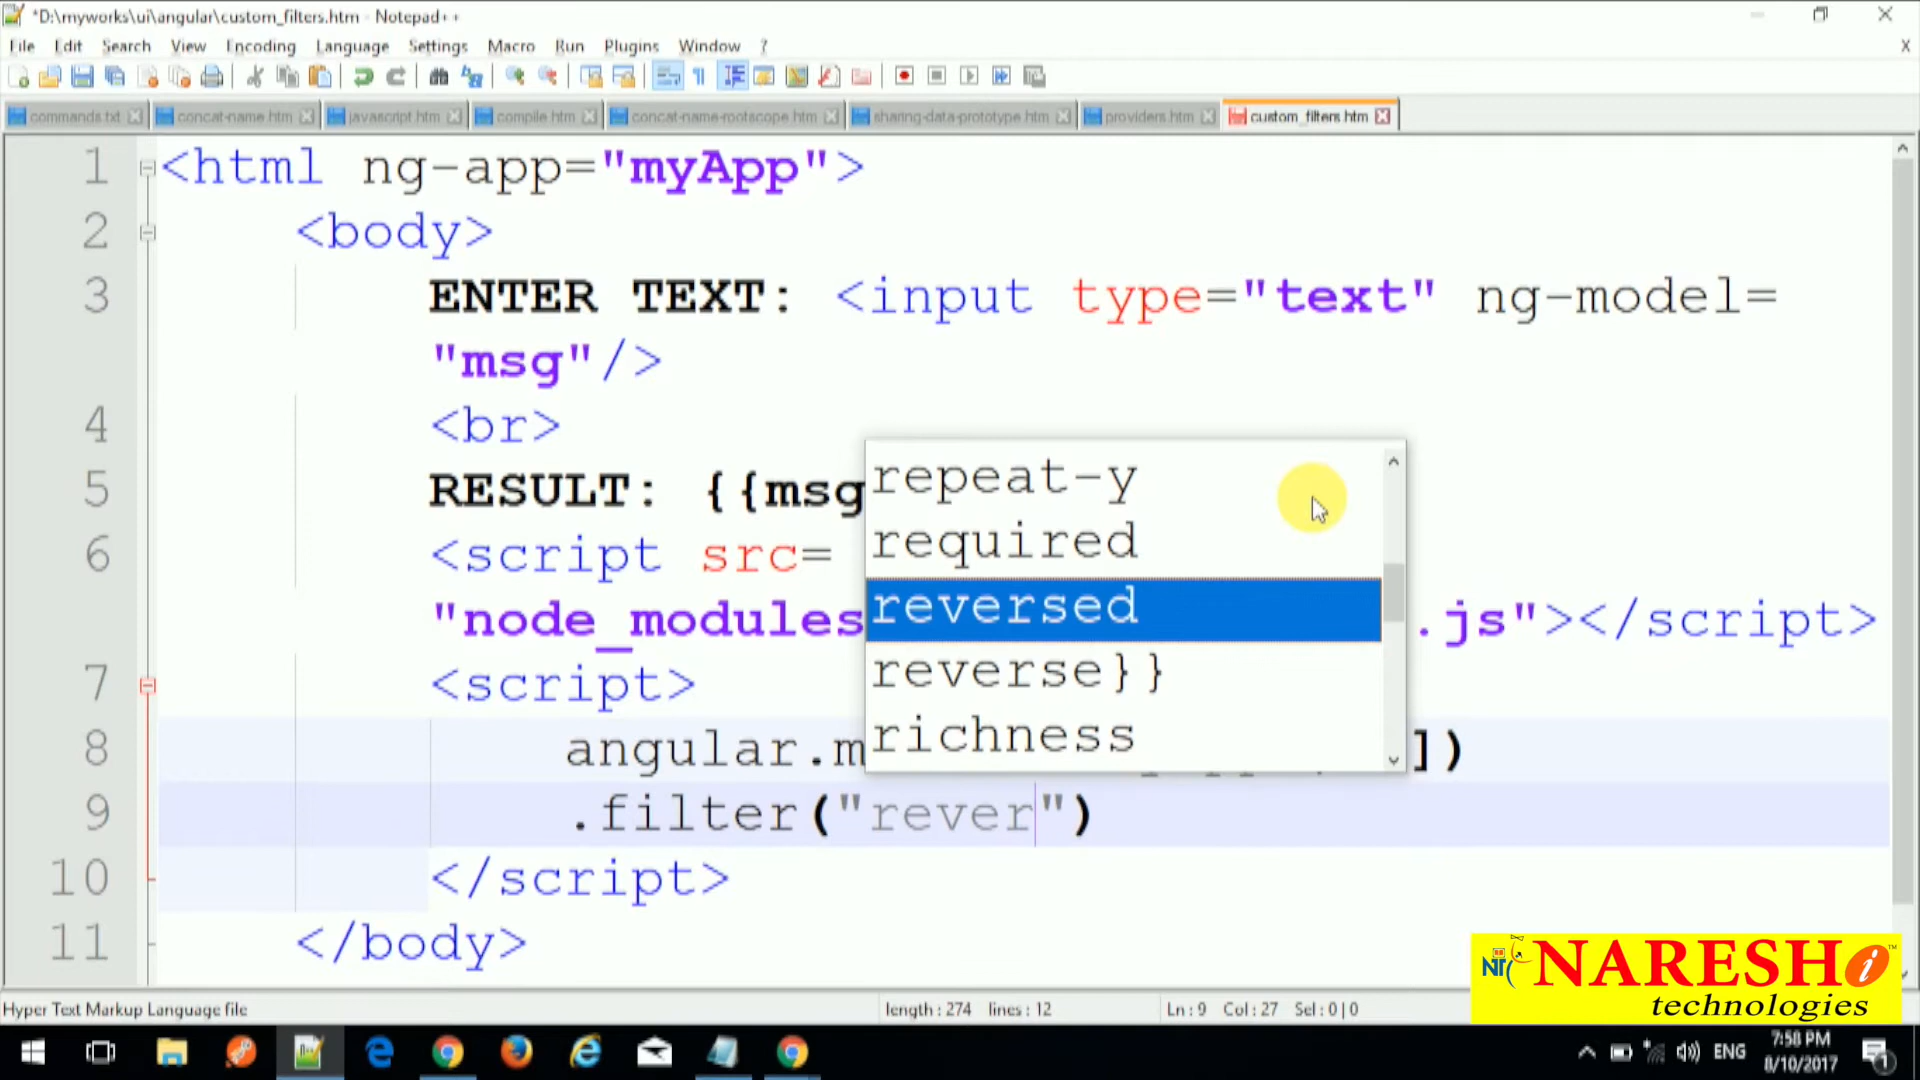 *D:\myworks\ui\angular\custom_filters.htm - Notepad++
File Edit Search View Encoding Language Settings Macro Run Plugins Window ?
X
commands.txt concat-name.htm javascript.htm compile.htm concat-name-rootscope.htm sharing-data-prototype.htm providers.htm custom_filters.htm
1 <html ng-app="myApp">
2 <body>
3 ENTER TEXT: <input type="text" ng-model=
"msg"/>
4 <br>
5 RESULT: {{msg
6 <script src=
"node_modules .js"></script>
7 <script>
8 angular.m ])
9 .filter("rever")
10 </script>
11 </body>
repeat-y
required
reversed
reverse}}
richness
NARESH i
technologies
Hyper Text Markup Language file length : 274 lines : 12 Ln : 9 Col : 27 Sel : 0 | 0
ENG 7:58 PM
8/10/2017
1